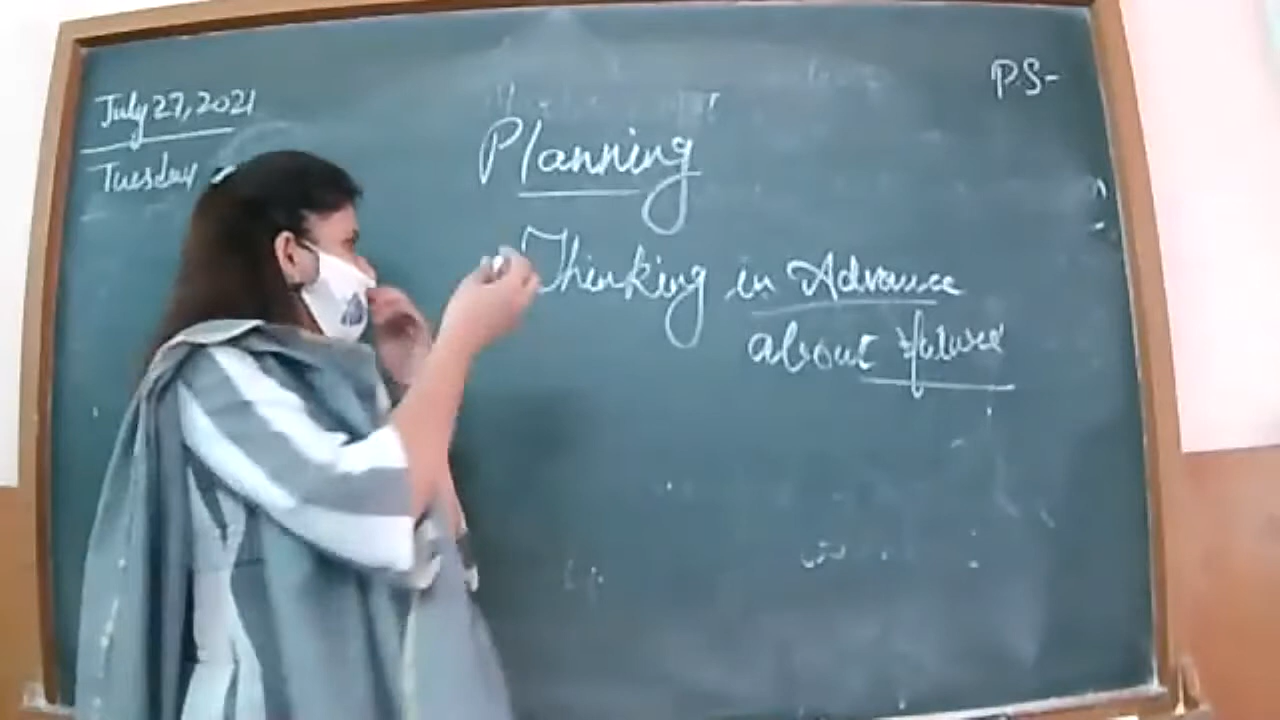 July 27, 2021
Tuesday
P.S-
Planning
Thinking in Advance
about future